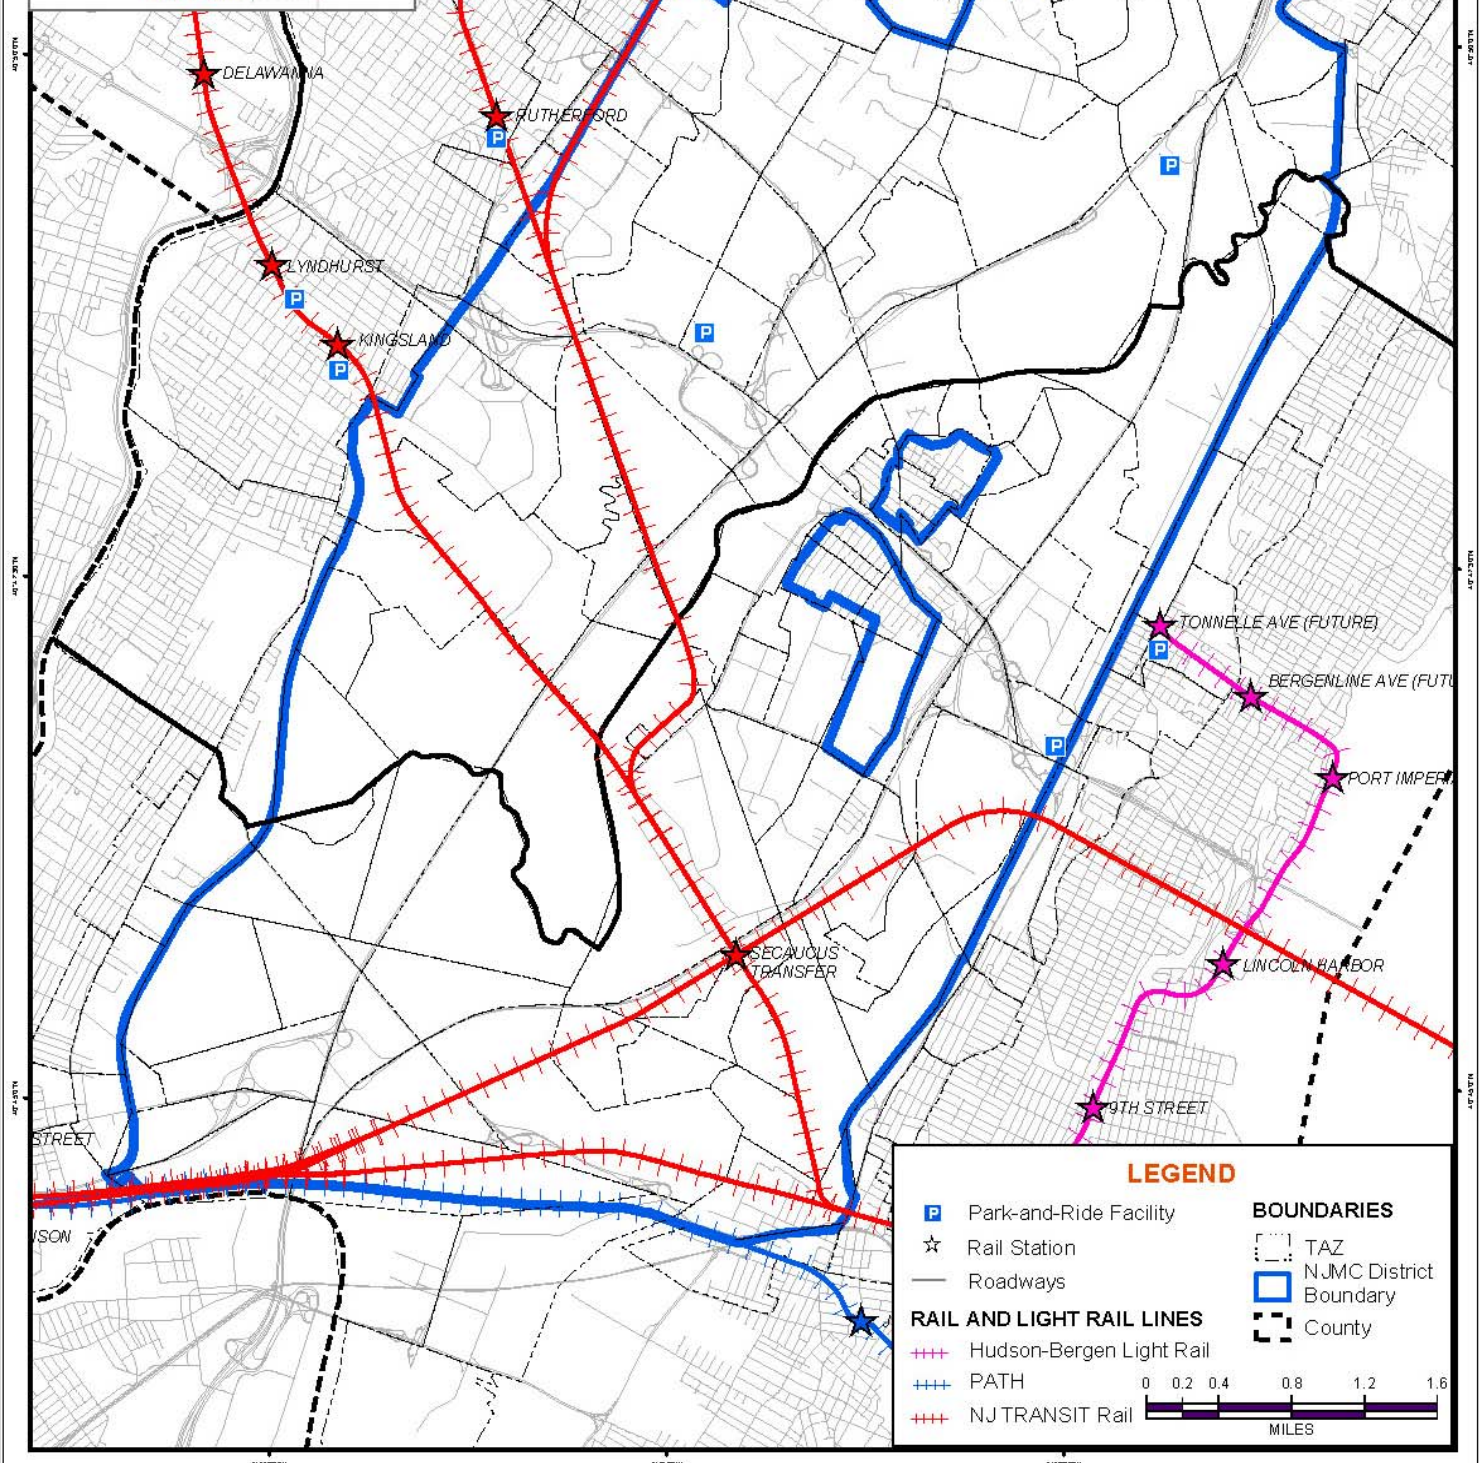 DELAWANNA
RUTHERFORD
P
P
LYNDHURST
P
KINGSLAND
P
P
TONNELLE AVE (FUTURE)
P
BERGENLINE AVE (FUTU
P
PORT IMPERI
SECAUCUS
TRANSFER
LINCOLN HARBOR
9TH STREET
STREET
ISON
LEGEND
P Park-and-Ride Facility
Rail Station
Roadways
RAIL AND LIGHT RAIL LINES
Hudson-Bergen Light Rail
PATH
NJ TRANSIT Rail
BOUNDARIES
TAZ
NJMC District
Boundary
County
0 0.2 0.4 0.8 1.2 1.6
MILES